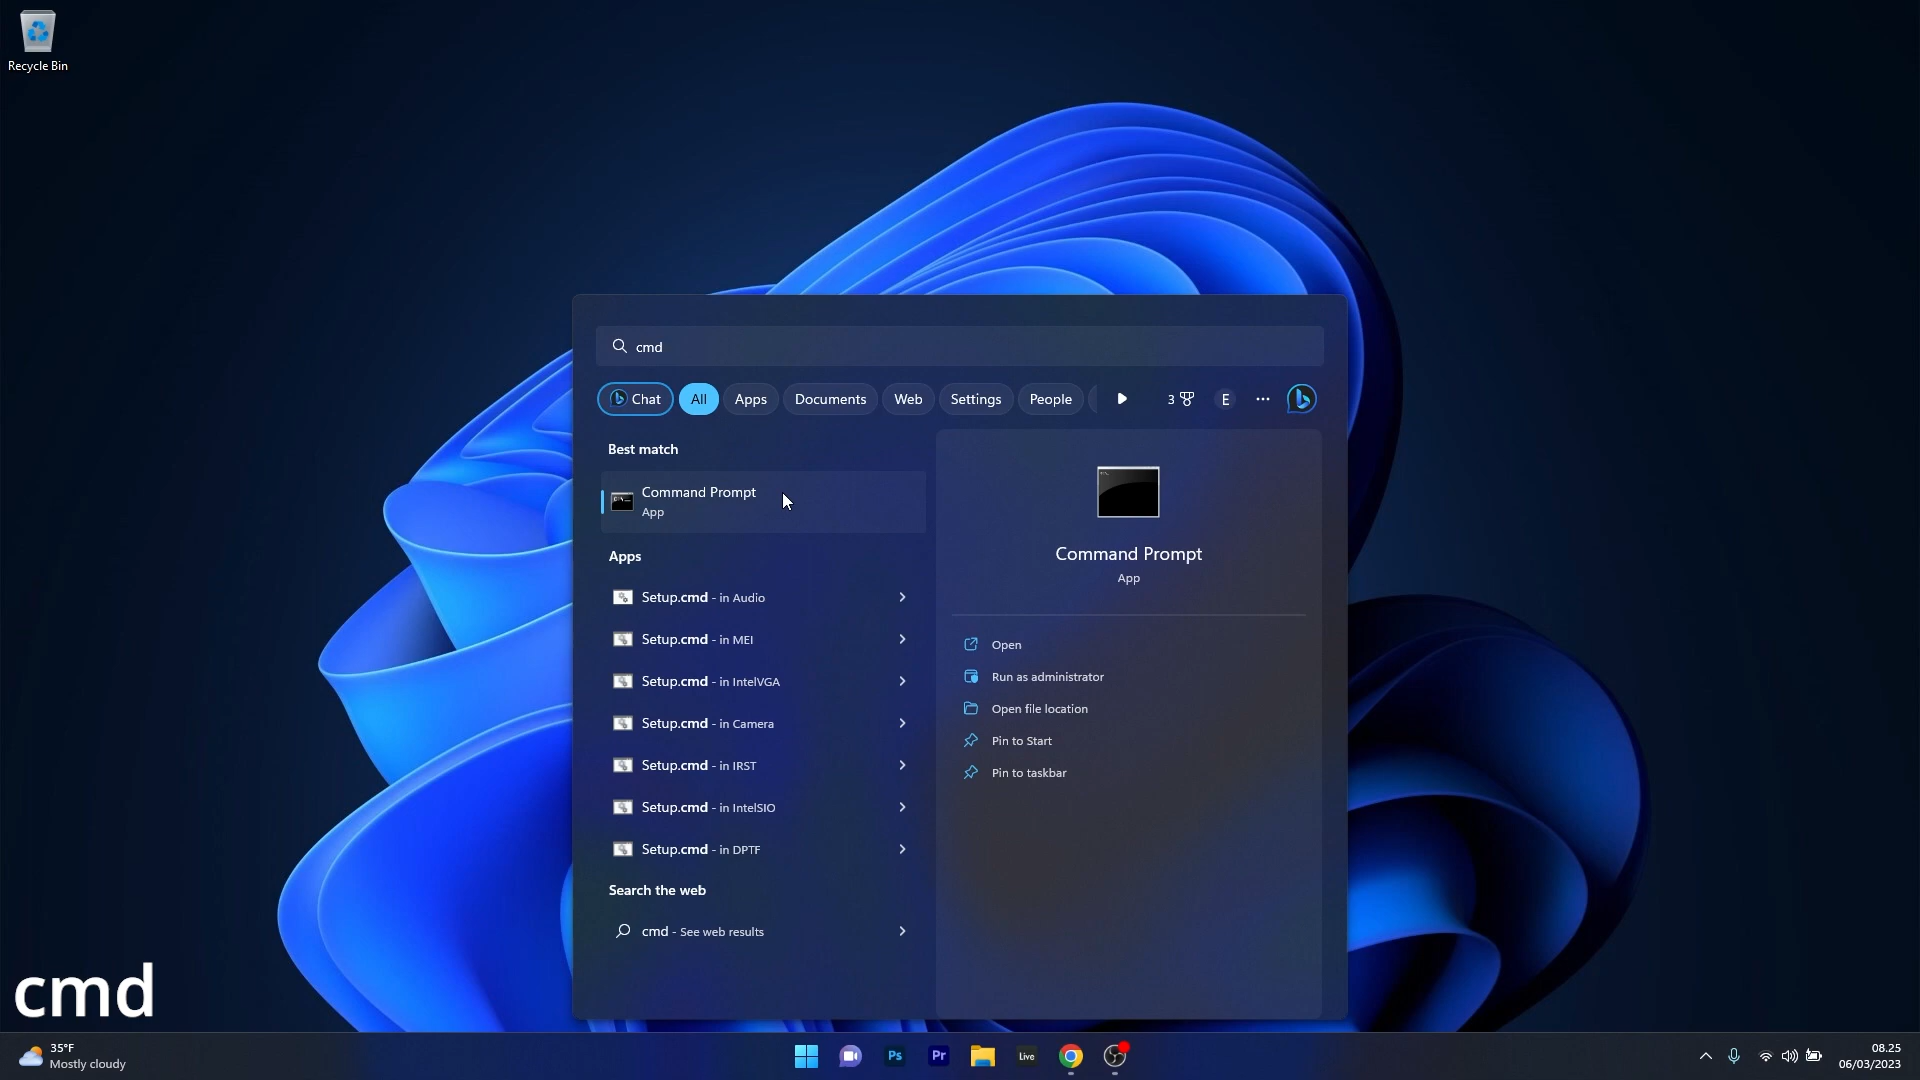 Recycle Bin
cmd
Chat
All
Apps
Documents
Web
Settings
People
3
E
Best match
Command Prompt
App
Apps
Setup.cmd - in Audio
Setup.cmd - in MEI
Setup.cmd - in IntelVGA
Setup.cmd - in Camera
Setup.cmd - in IRST
Setup.cmd - in IntelSIO
Setup.cmd - in DPTF
Search the web
cmd - See web results
Command Prompt
App
Open
Run as administrator
Open file location
Pin to Start
Pin to taskbar
cmd
35°F
Mostly cloudy
Ps
Pr
Live
08.25
06/03/2023